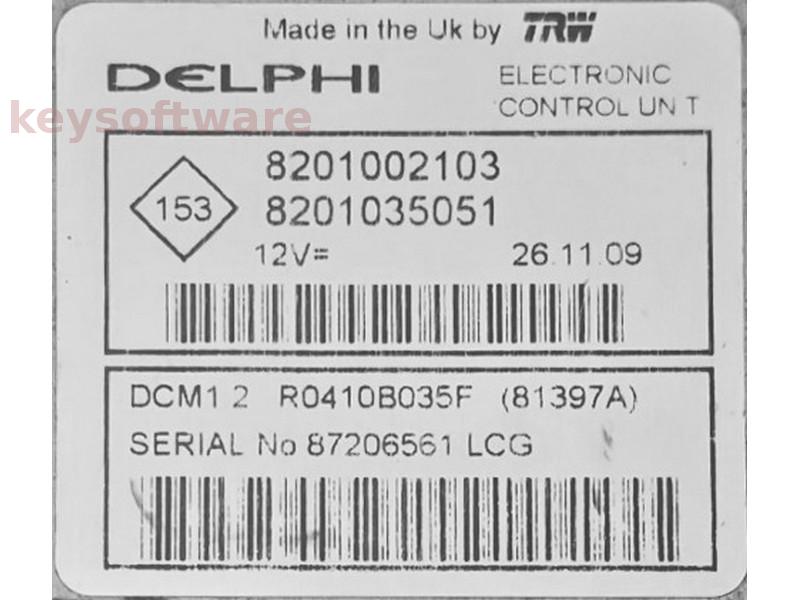 Made in the Uk by TRW
DELPHI
ELECTRONIC
CONTROL UN T
keysoftware
8201002103
153
8201035051
12V=
26.11.09
DCM1 2 R0410B035F (81397A)
SERIAL No 87206561 LCG